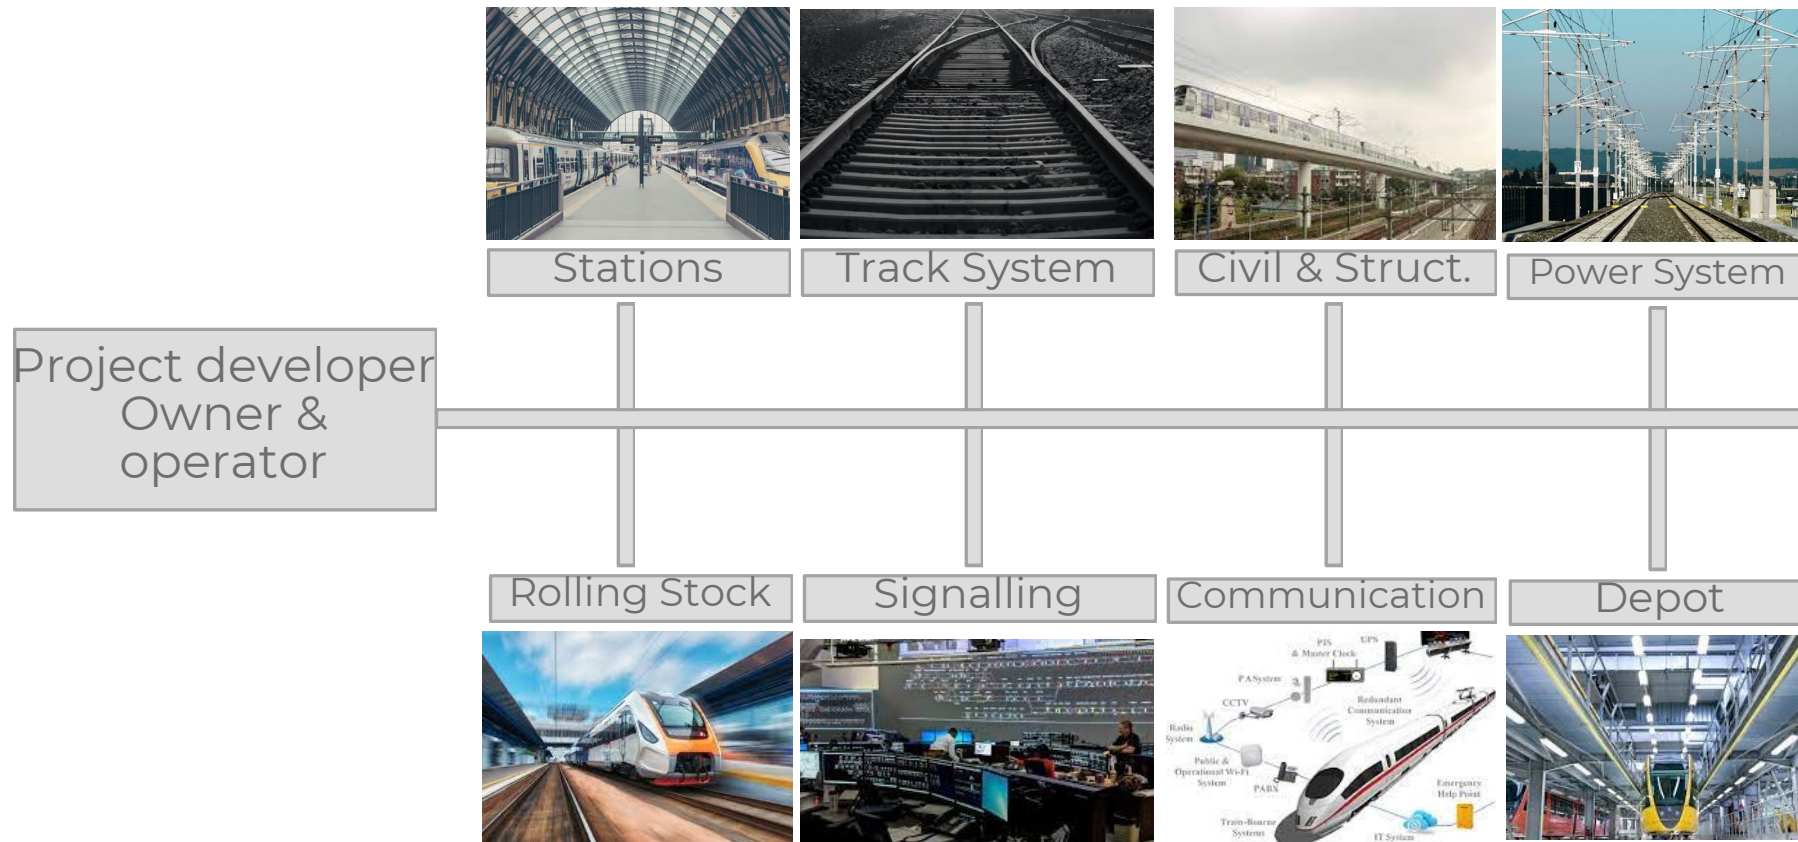 Stations
Track System
Civil & Struct.
Power System
Project developer
Owner &
operator
Rolling Stock
Signalling
Communication
Depot
PIS
& Master Clock
UPS
PA System
CCTV
Redundant
Communication
System
Radio
System
Public &
Operational Wi-Fi
System
PABX
Emergency
Help Point
Train-Bourne
Systems
IT System